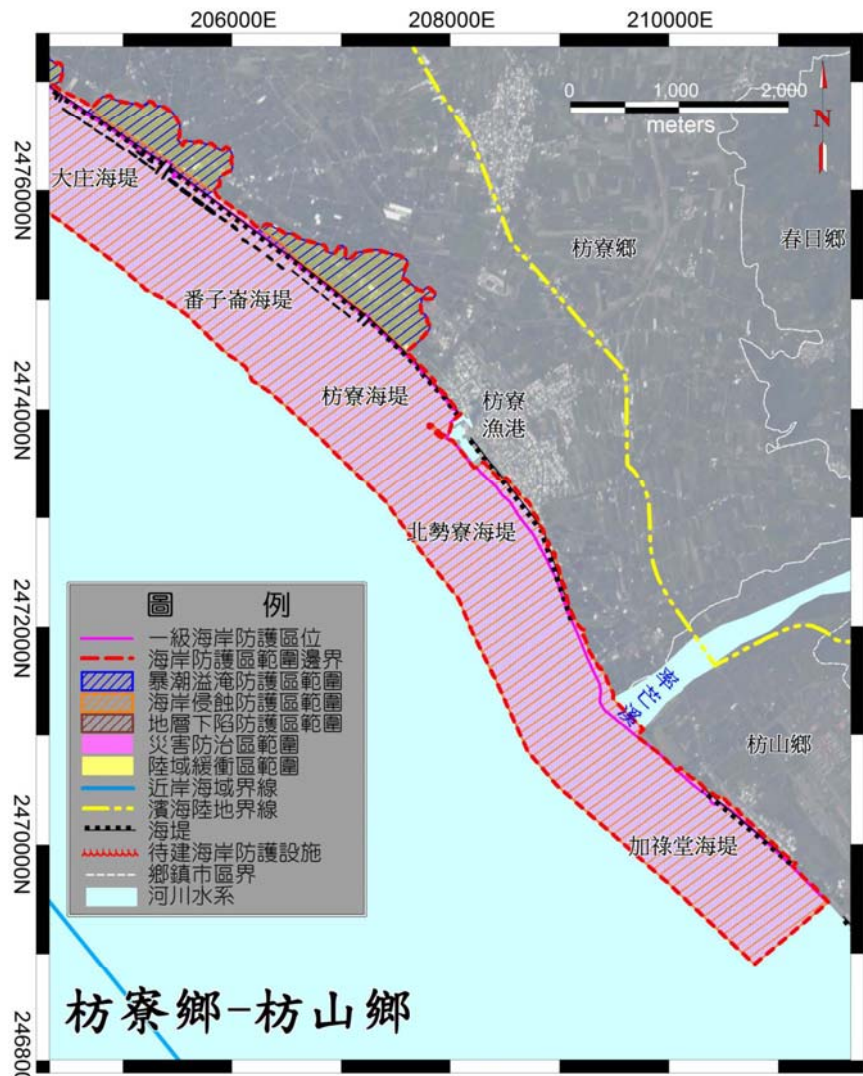 206000E
208000E
210000E
0
1,000
2,000
meters
N
2476000N
2474000N
2472000N
2470000N
246800
大庄海堤
番子崙海堤
枋寮海堤
枋寮
漁港
北勢寮海堤
枋寮鄉
春日鄉
率芒溪
枋山鄉
加祿堂海堤
圖 例
一級海岸防護區位
海岸防護區範圍邊界
暴潮溢淹防護區範圍
海岸侵蝕防護區範圍
地層下陷防護區範圍
災害防治區範圍
陸域緩衝區範圍
近岸海域界線
濱海陸地界線
海堤
待建海岸防護設施
鄉鎮市區界
河川水系
枋寮鄉-枋山鄉